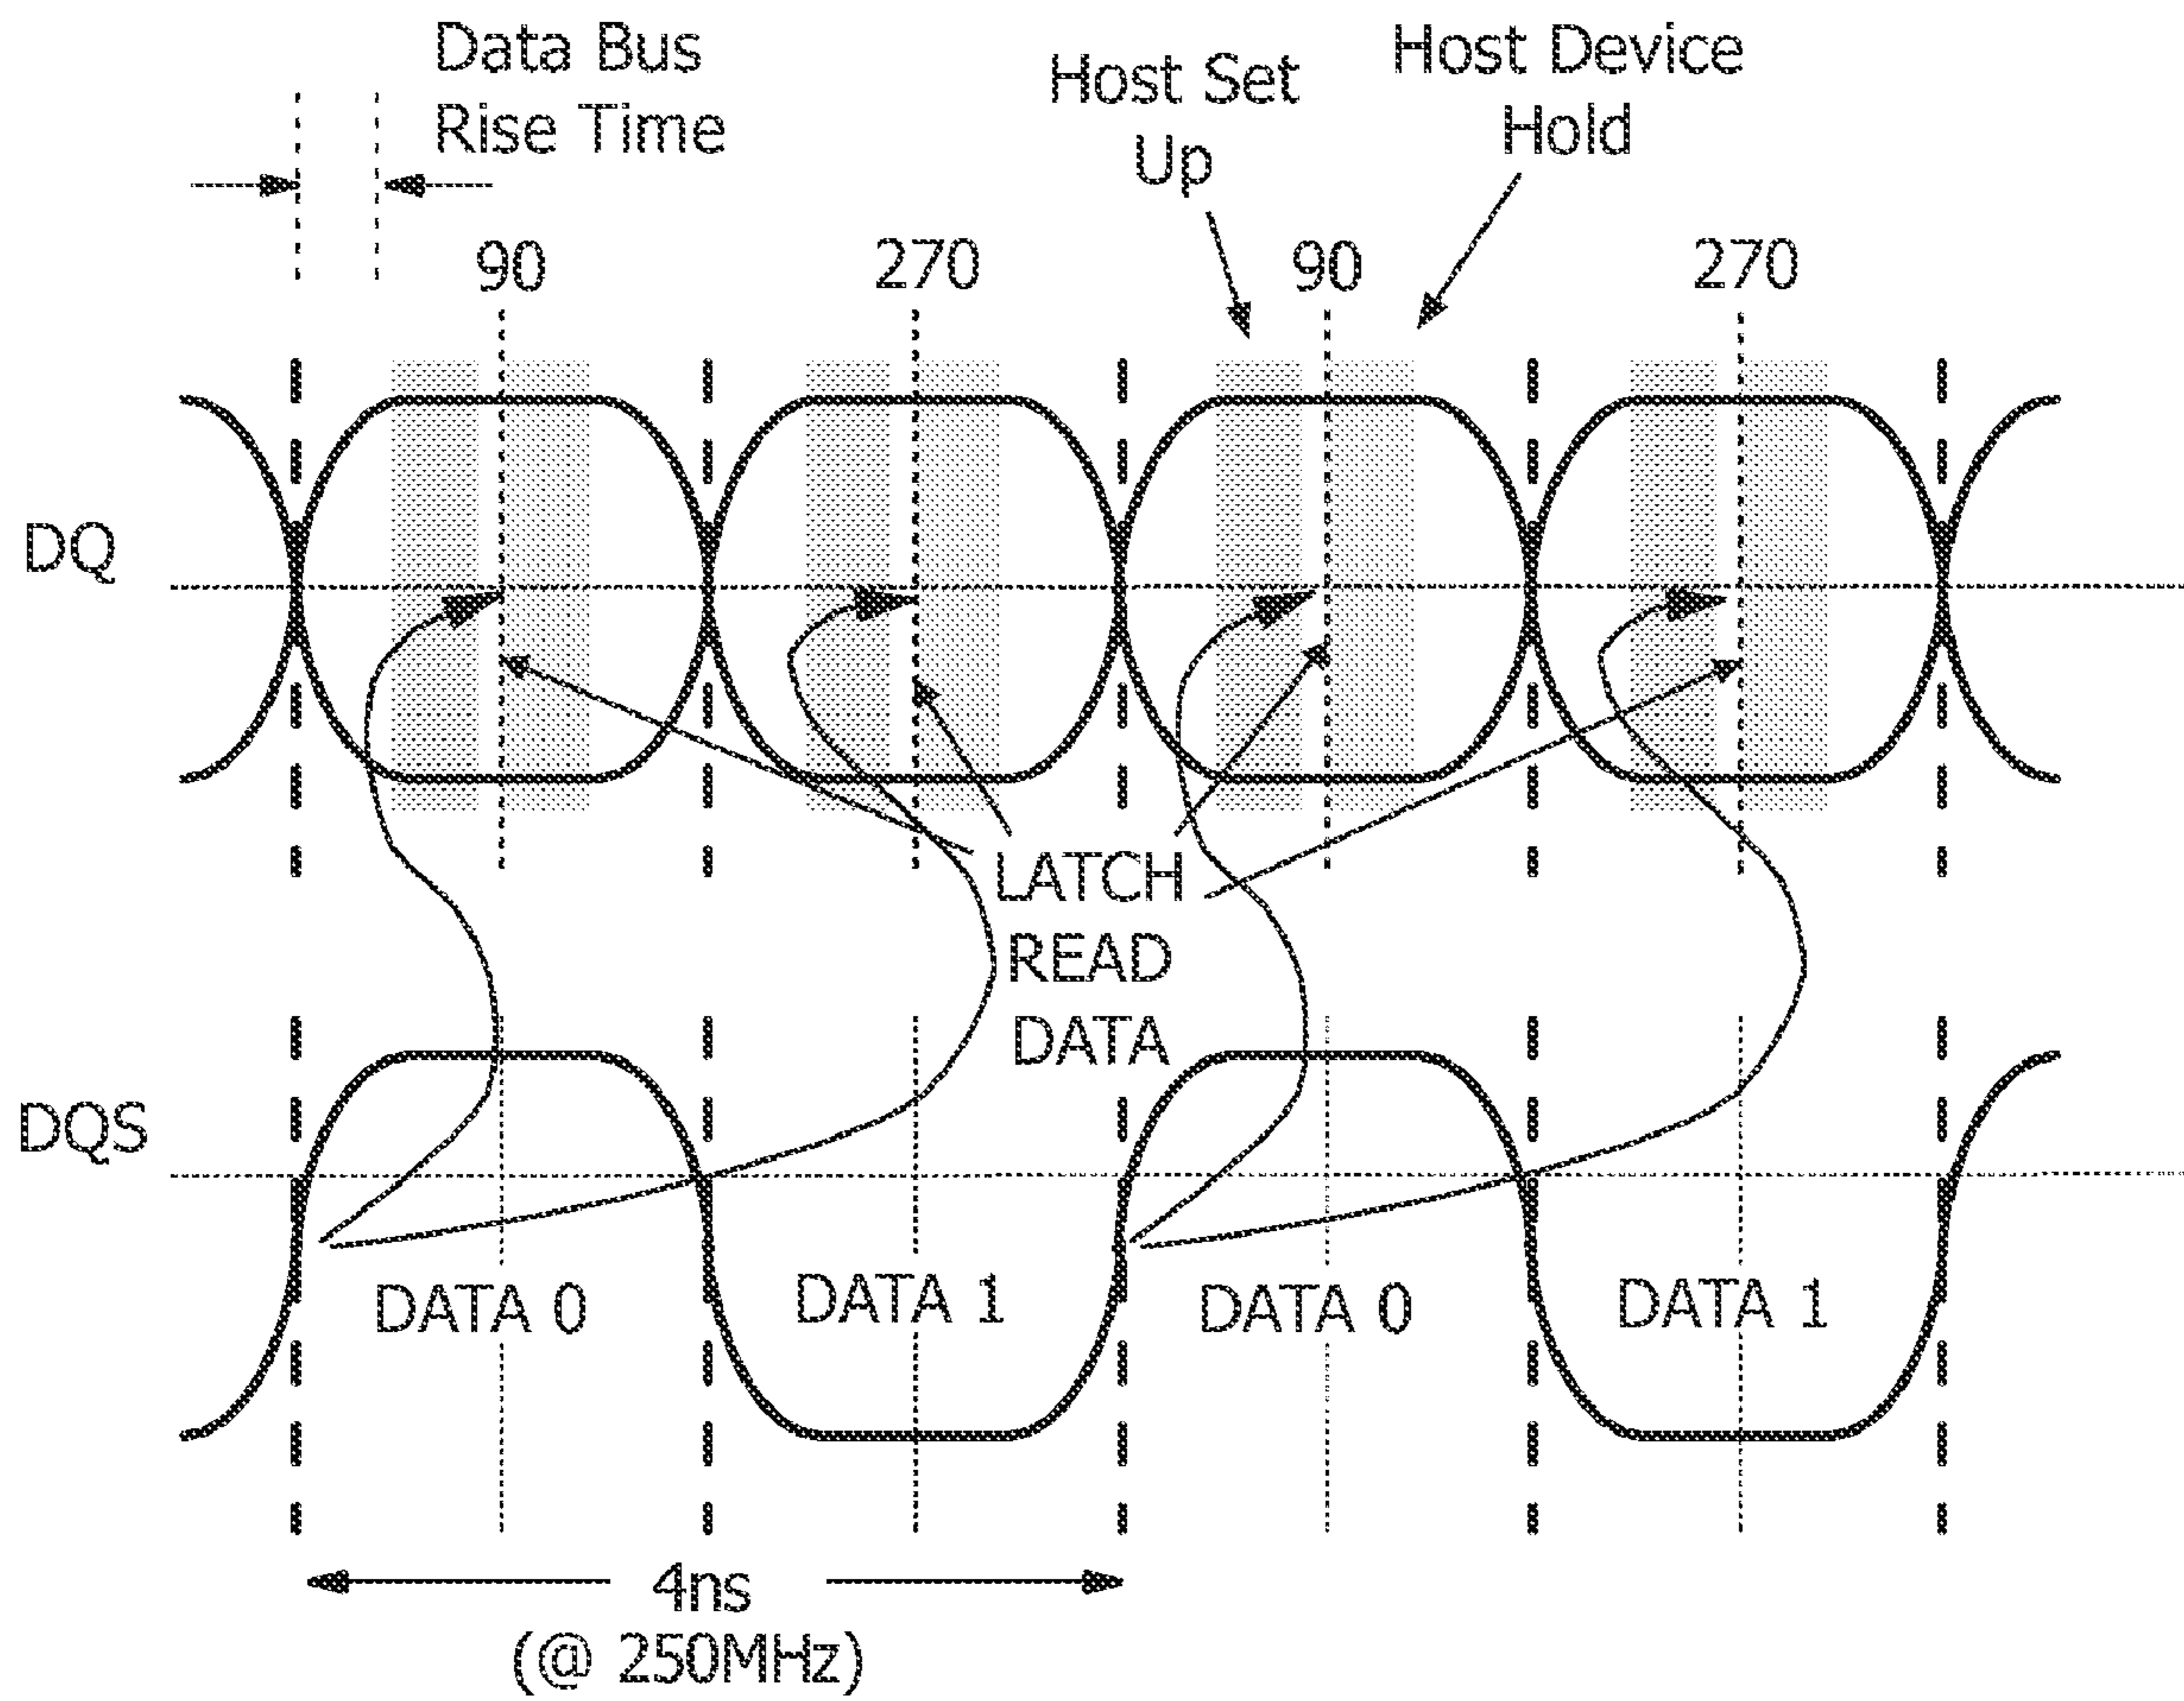 Data Bus
Rise Time
Host Set
Up
Host Device
Hold
90
270
90
270
DQ
LATCH
READ
DATA
DQS
DATA 0
DATA 1
DATA 0
DATA 1
4ns
(@ 250MHz)